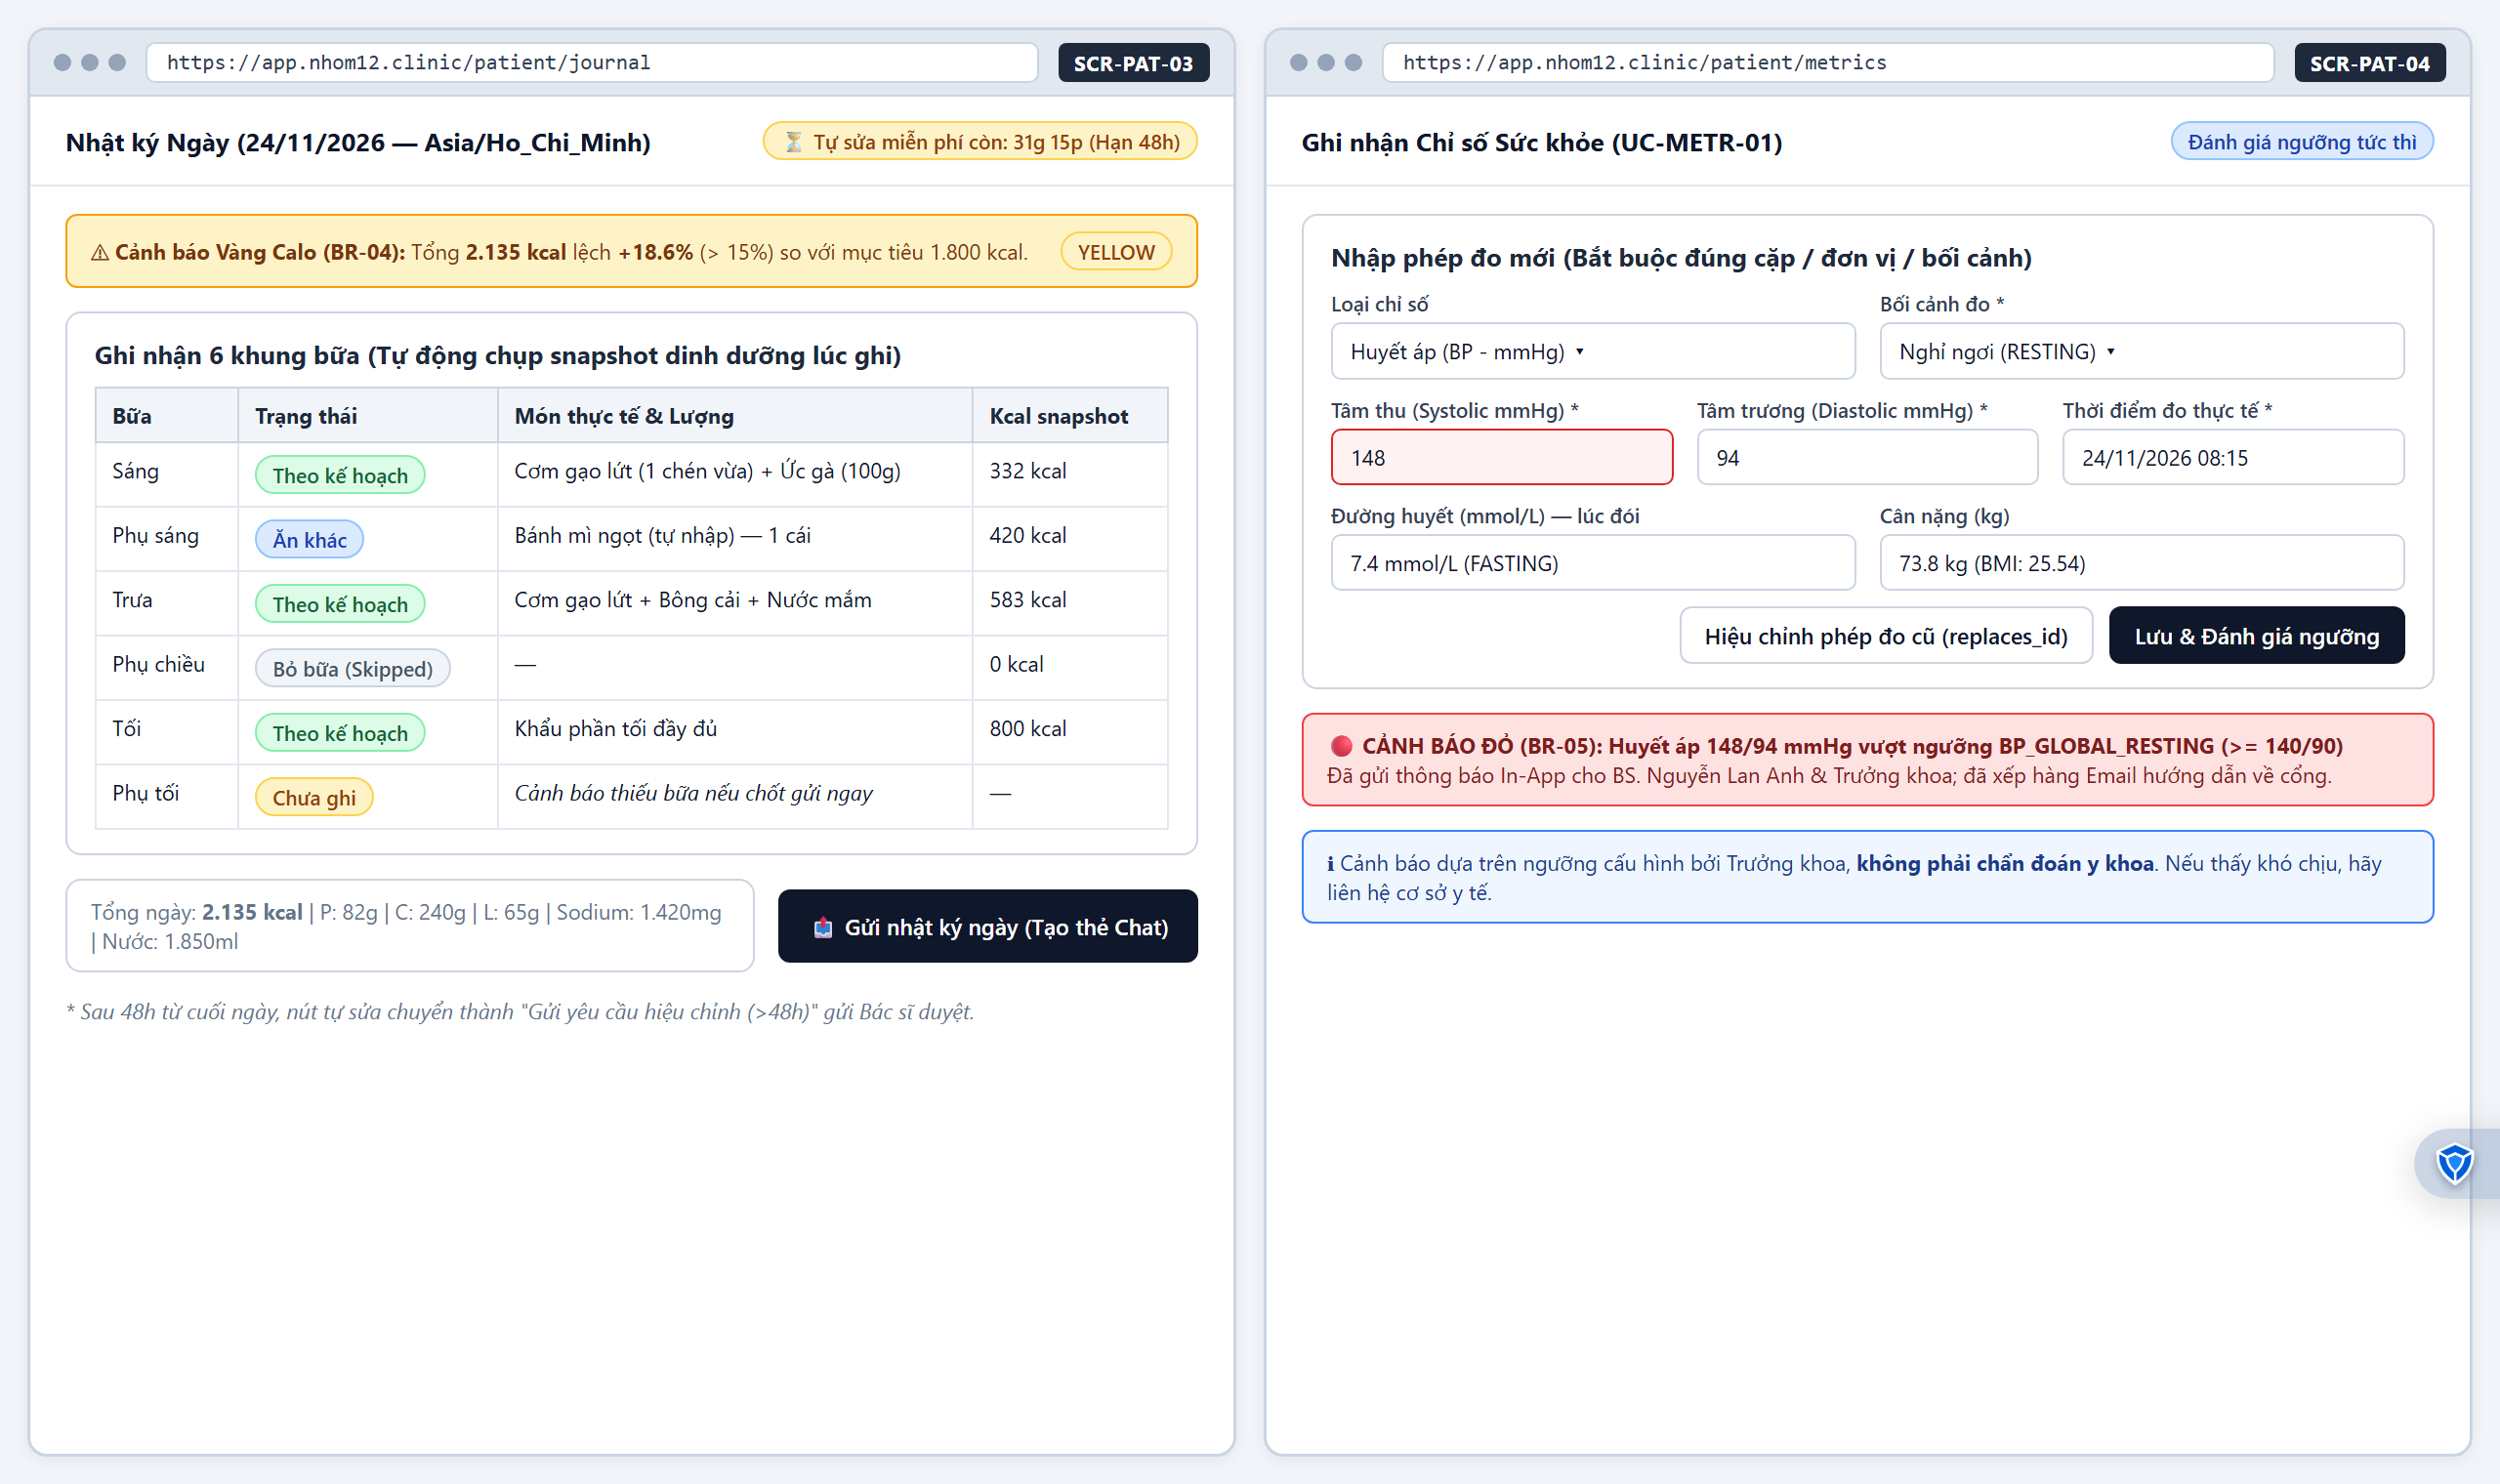 https://app.nhom12.clinic/patient/journal
SCR-PAT-03
Nhật ký Ngày (24/11/2026 — Asia/Ho_Chi_Minh)
⏳ Tự sửa miễn phí còn: 31g 15p (Hạn 48h)
⚠ Cảnh báo Vàng Calo (BR-04): Tổng 2.135 kcal lệch +18.6% (> 15%) so với mục tiêu 1.800 kcal.
YELLOW
Ghi nhận 6 khung bữa (Tự động chụp snapshot dinh dưỡng lúc ghi)
Bữa Trạng thái Món thực tế & Lượng Kcal snapshot
Sáng Theo kế hoạch Cơm gạo lứt (1 chén vừa) + Ức gà (100g) 332 kcal
Phụ sáng Ăn khác Bánh mì ngọt (tự nhập) — 1 cái 420 kcal
Trưa Theo kế hoạch Cơm gạo lứt + Bông cải + Nước mắm 583 kcal
Phụ chiều Bỏ bữa (Skipped) — 0 kcal
Tối Theo kế hoạch Khẩu phần tối đầy đủ 800 kcal
Phụ tối Chưa ghi Cảnh báo thiếu bữa nếu chốt gửi ngay —
Tổng ngày: 2.135 kcal | P: 82g | C: 240g | L: 65g | Sodium: 1.420mg
| Nước: 1.850ml
📤 Gửi nhật ký ngày (Tạo thẻ Chat)
* Sau 48h từ cuối ngày, nút tự sửa chuyển thành "Gửi yêu cầu hiệu chỉnh (>48h)" gửi Bác sĩ duyệt.
https://app.nhom12.clinic/patient/metrics
SCR-PAT-04
Ghi nhận Chỉ số Sức khỏe (UC-METR-01)
Đánh giá ngưỡng tức thì
Nhập phép đo mới (Bắt buộc đúng cặp / đơn vị / bối cảnh)
Loại chỉ số Bối cảnh đo *
Huyết áp (BP - mmHg) ▾ Nghỉ ngơi (RESTING) ▾
Tâm thu (Systolic mmHg) * Tâm trương (Diastolic mmHg) * Thời điểm đo thực tế *
148 94 24/11/2026 08:15
Đường huyết (mmol/L) — lúc đói Cân nặng (kg)
7.4 mmol/L (FASTING) 73.8 kg (BMI: 25.54)
Hiệu chỉnh phép đo cũ (replaces_id) Lưu & Đánh giá ngưỡng
🔴 CẢNH BÁO ĐỎ (BR-05): Huyết áp 148/94 mmHg vượt ngưỡng BP_GLOBAL_RESTING (>= 140/90)
Đã gửi thông báo In-App cho BS. Nguyễn Lan Anh & Trưởng khoa; đã xếp hàng Email hướng dẫn về cổng.
ℹ Cảnh báo dựa trên ngưỡng cấu hình bởi Trưởng khoa, không phải chẩn đoán y khoa. Nếu thấy khó chịu, hãy
liên hệ cơ sở y tế.